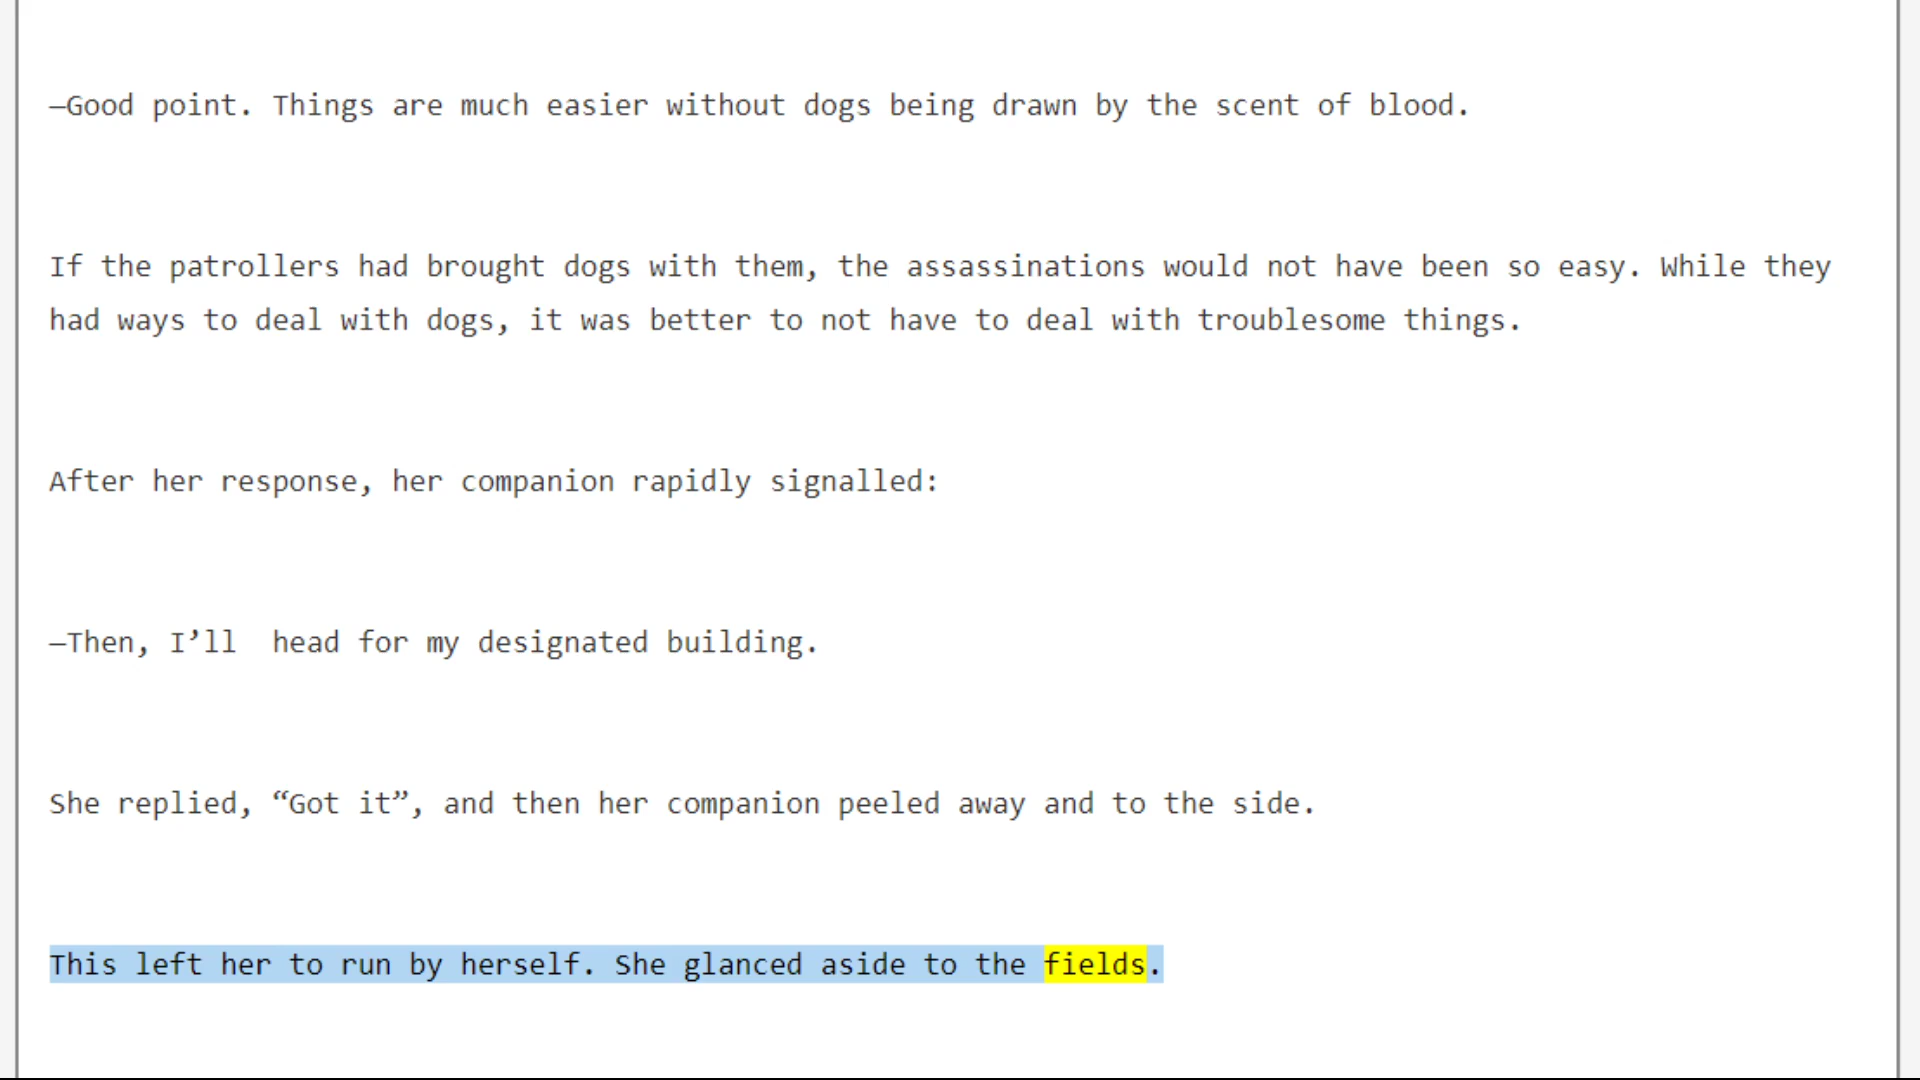 —Good point. Things are much easier without dogs being drawn by the scent of blood.
If the patrollers had brought dogs with them, the assassinations would not have been so easy. While they
had ways to deal with dogs, it was better to not have to deal with troublesome things.
After her response, her companion rapidly signalled:
—Then, I’ll  head for my designated building.
She replied, “Got it”, and then her companion peeled away and to the side.
This left her to run by herself. She glanced aside to the fields.